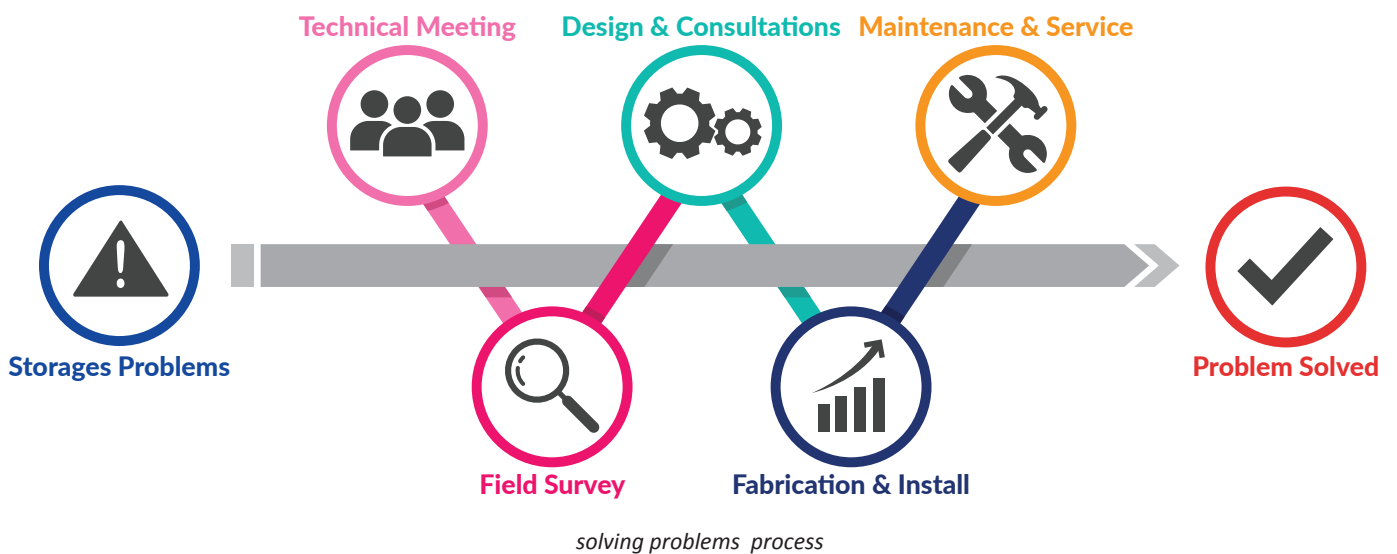 Technical Meeting
Design & Consultations
Maintenance & Service
Storages Problems
Problem Solved
Field Survey
Fabrication & Install
solving problems process